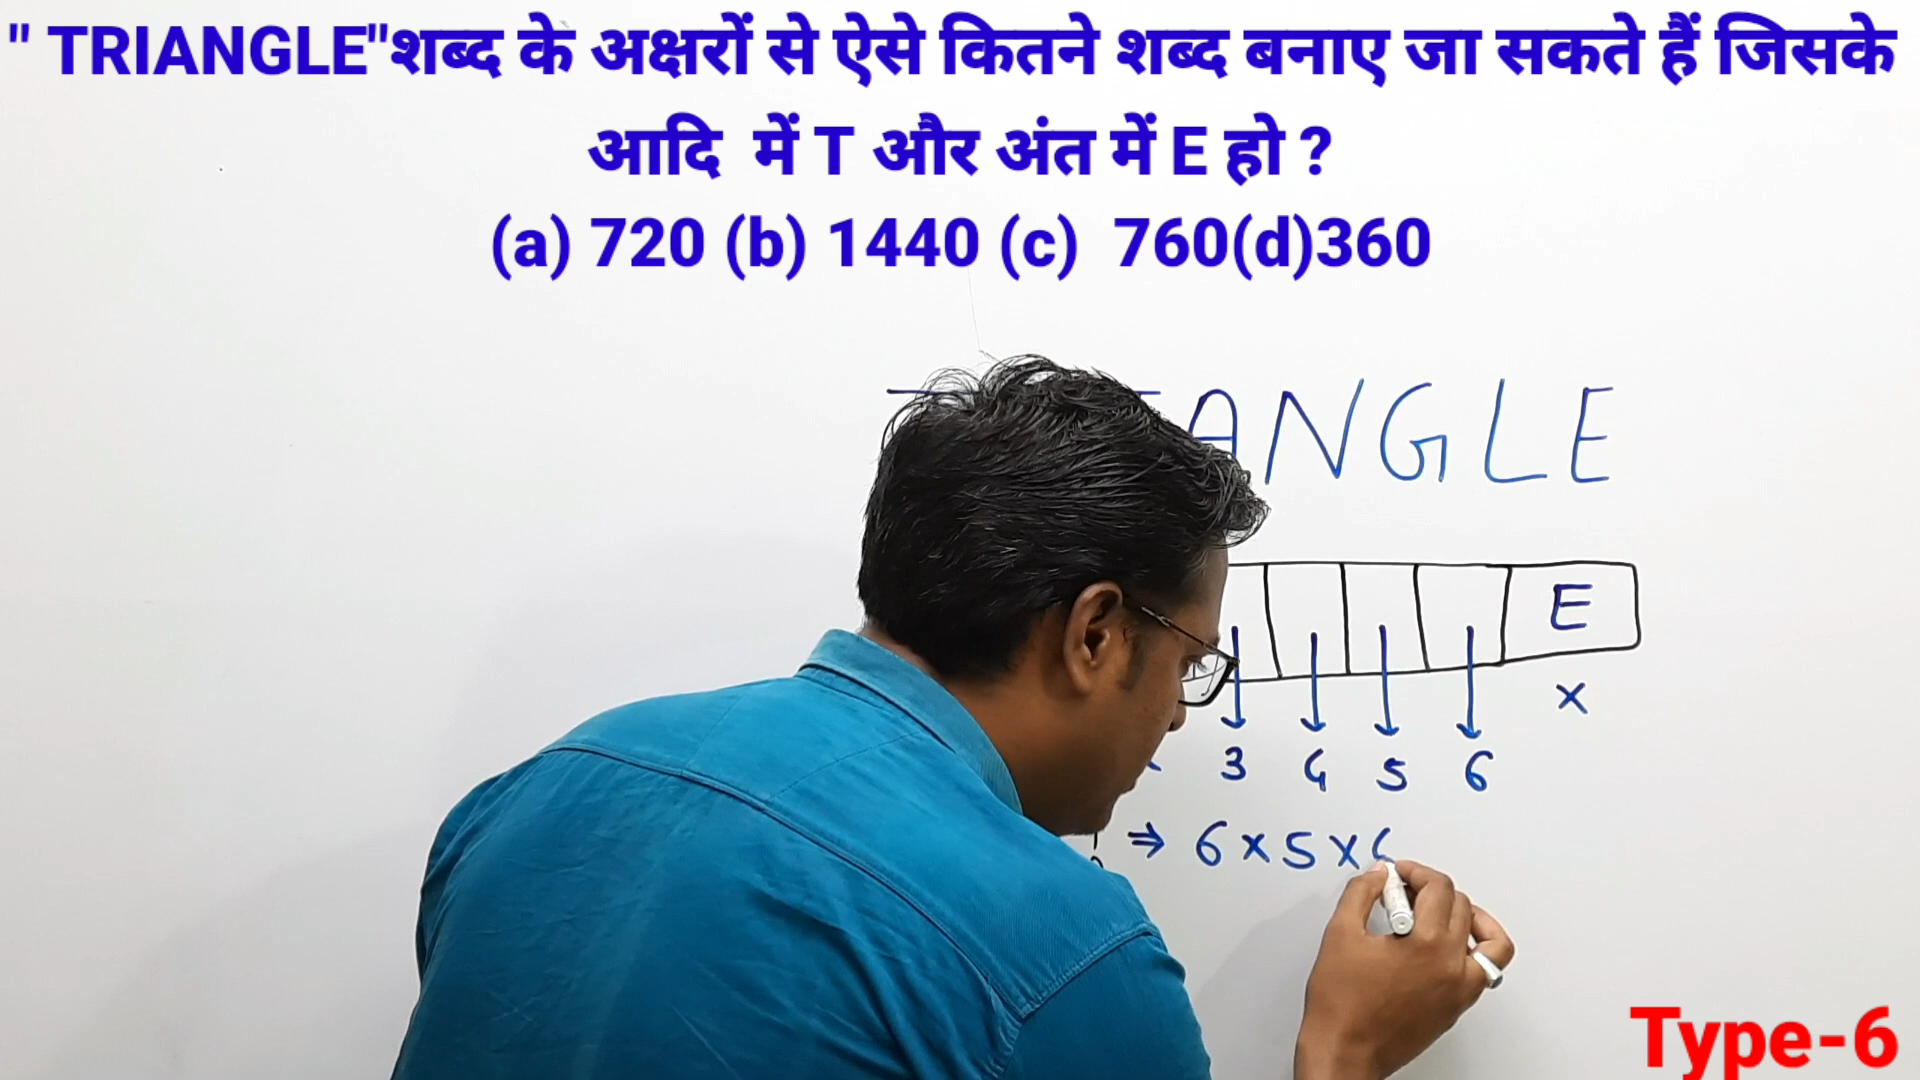 " TRIANGLE"शब्द के अक्षरों से ऐसे कितने शब्द बनाए जा सकते हैं जिसके
आदि में T और अंत में E हो ?
(a) 720 (b) 1440 (c) 760(d)360
ANGLE
E
x
3 4 5 6
⇒ 6 x 5 x
Type-6